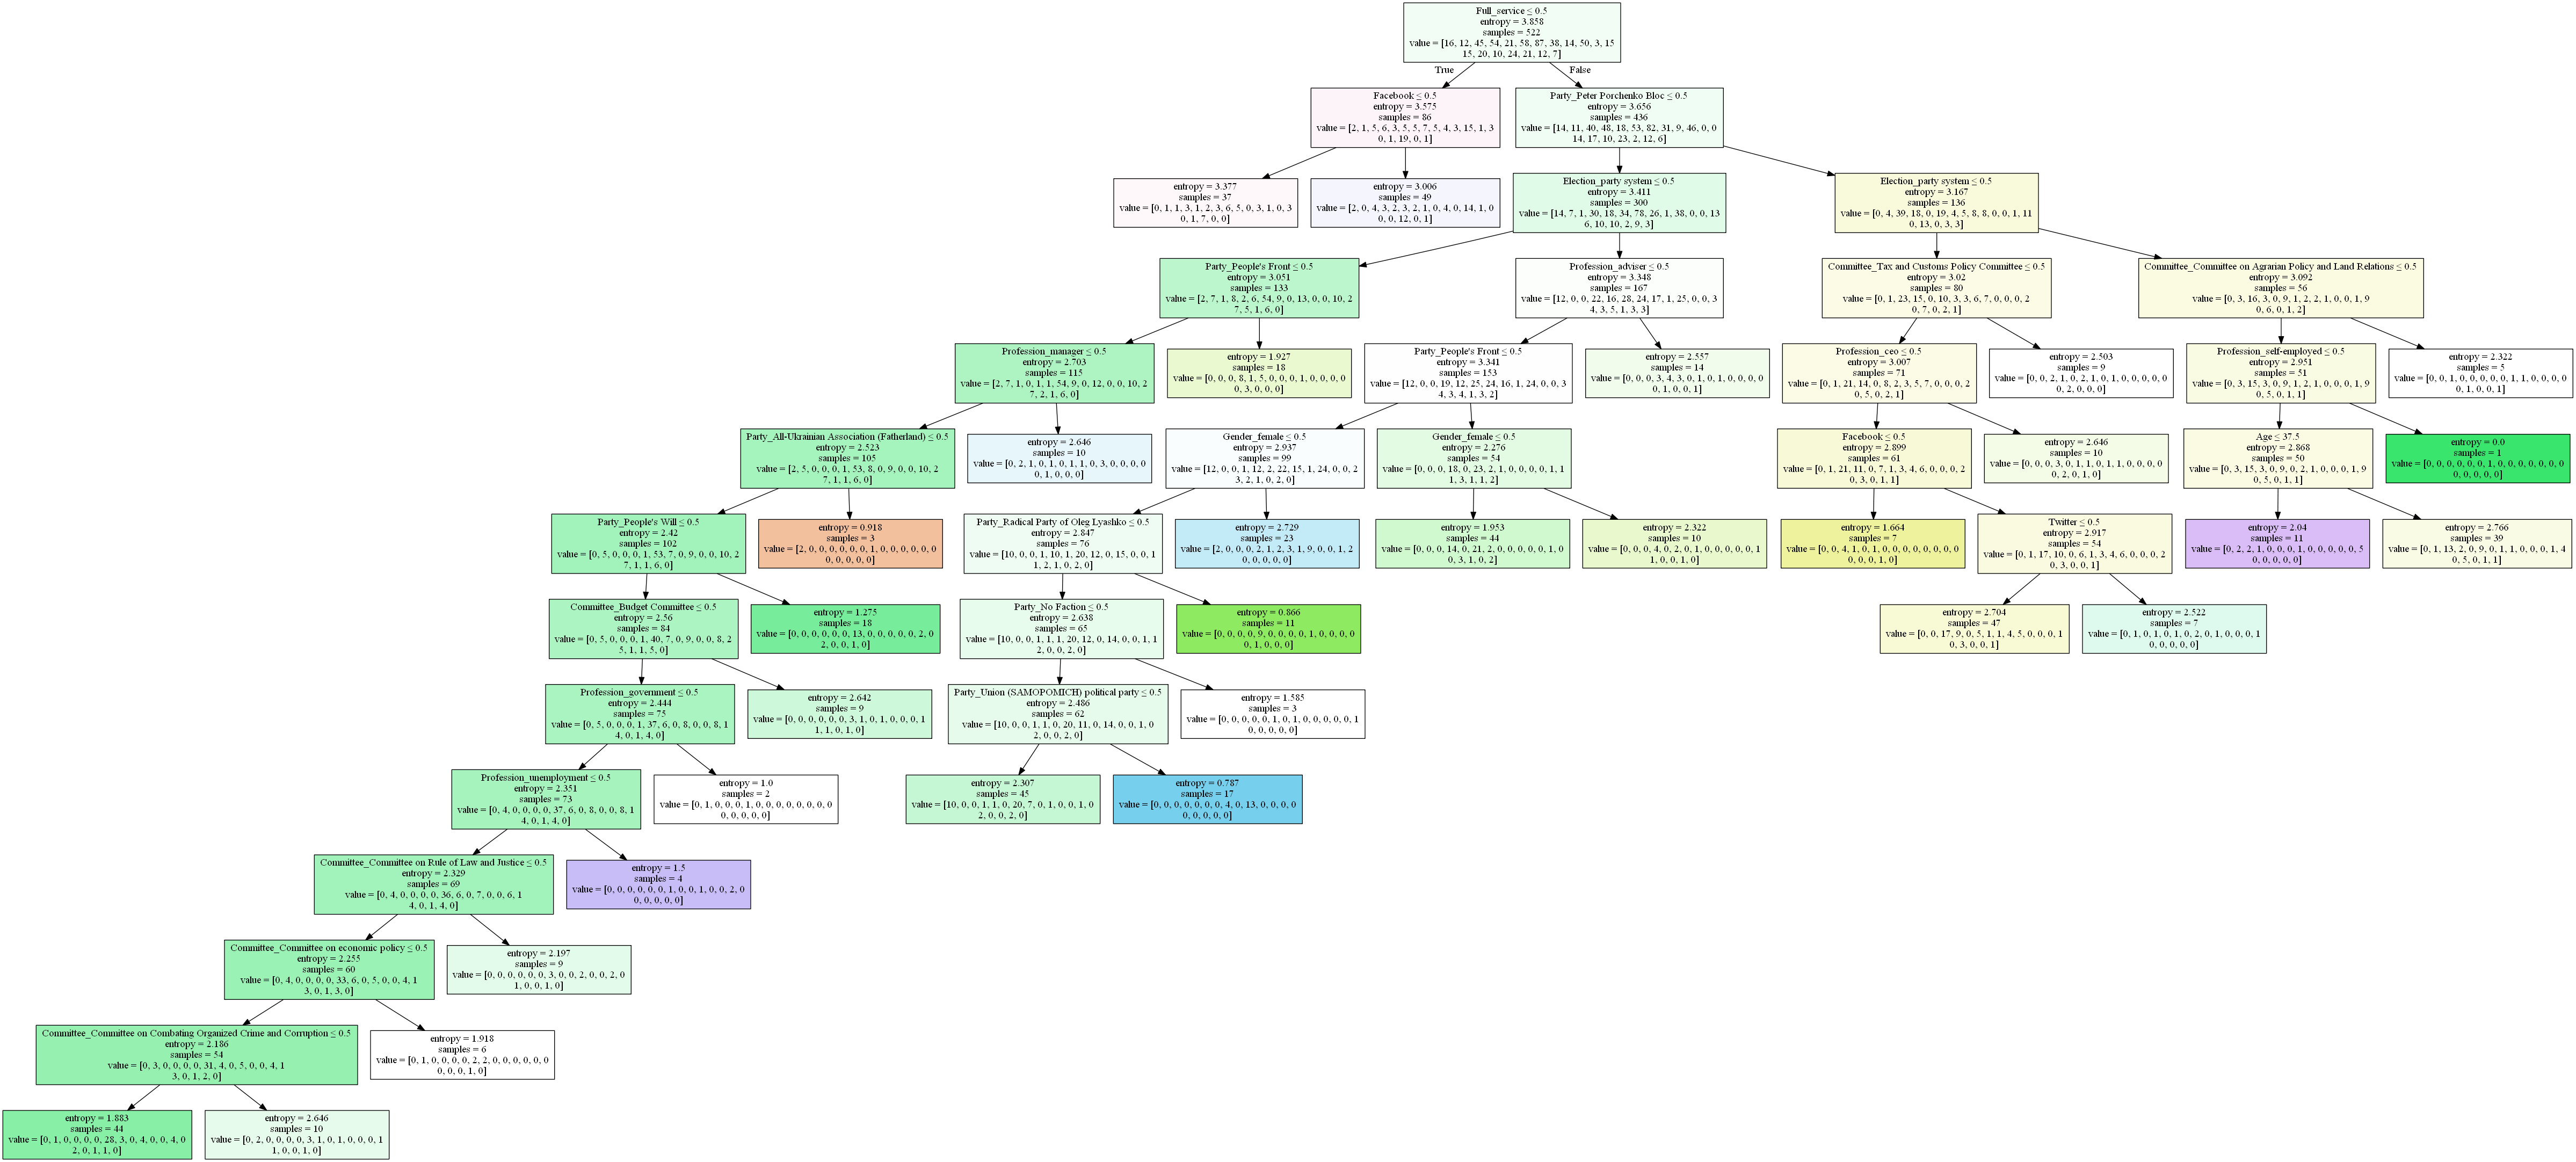 Full_service ≤ 0.5
entropy = 3.858
samples = 522
value = [16, 12, 45, 54, 21, 58, 87, 38, 14, 50, 3, 15
15, 20, 10, 24, 21, 12, 7]
True
False
Facebook ≤ 0.5
entropy = 3.575
samples = 86
value = [2, 1, 5, 6, 3, 5, 5, 7, 5, 4, 3, 15, 1, 3
0, 1, 19, 0, 1]
Party_Peter Porchenko Bloc ≤ 0.5
entropy = 3.656
samples = 436
value = [14, 11, 40, 48, 18, 53, 82, 31, 9, 46, 0, 0
14, 17, 10, 23, 2, 12, 6]
entropy = 3.377
samples = 37
value = [0, 1, 1, 3, 1, 2, 3, 6, 5, 0, 3, 1, 0, 3
0, 1, 7, 0, 0]
entropy = 3.006
samples = 49
value = [2, 0, 4, 3, 2, 3, 2, 1, 0, 4, 0, 14, 1, 0
0, 0, 12, 0, 1]
Election_party system ≤ 0.5
entropy = 3.411
samples = 300
value = [14, 7, 1, 30, 18, 34, 78, 26, 1, 38, 0, 0, 13
6, 10, 10, 2, 9, 3]
Election_party system ≤ 0.5
entropy = 3.167
samples = 136
value = [0, 4, 39, 18, 0, 19, 4, 5, 8, 8, 0, 0, 1, 11
0, 13, 0, 3, 3]
Party_People's Front ≤ 0.5
entropy = 3.051
samples = 133
value = [2, 7, 1, 8, 2, 6, 54, 9, 0, 13, 0, 0, 10, 2
7, 5, 1, 6, 0]
Profession_adviser ≤ 0.5
entropy = 3.348
samples = 167
value = [12, 0, 0, 22, 16, 28, 24, 17, 1, 25, 0, 0, 3
4, 3, 5, 1, 3, 3]
Committee_Tax and Customs Policy Committee ≤ 0.5
entropy = 3.02
samples = 80
value = [0, 1, 23, 15, 0, 10, 3, 3, 6, 7, 0, 0, 0, 2
0, 7, 0, 2, 1]
Committee_Committee on Agrarian Policy and Land Relations ≤ 0.5
entropy = 3.092
samples = 56
value = [0, 3, 16, 3, 0, 9, 1, 2, 2, 1, 0, 0, 1, 9
0, 6, 0, 1, 2]
Profession_manager ≤ 0.5
entropy = 2.703
samples = 115
value = [2, 7, 1, 0, 1, 1, 54, 9, 0, 12, 0, 0, 10, 2
7, 2, 1, 6, 0]
entropy = 1.927
samples = 18
value = [0, 0, 0, 8, 1, 5, 0, 0, 0, 1, 0, 0, 0, 0
0, 3, 0, 0, 0]
Party_People's Front ≤ 0.5
entropy = 3.341
samples = 153
value = [12, 0, 0, 19, 12, 25, 24, 16, 1, 24, 0, 0, 3
4, 3, 4, 1, 3, 2]
entropy = 2.557
samples = 14
value = [0, 0, 0, 3, 4, 3, 0, 1, 0, 1, 0, 0, 0, 0
0, 1, 0, 0, 1]
Profession_ceo ≤ 0.5
entropy = 3.007
samples = 71
value = [0, 1, 21, 14, 0, 8, 2, 3, 5, 7, 0, 0, 0, 2
0, 5, 0, 2, 1]
entropy = 2.503
samples = 9
value = [0, 0, 2, 1, 0, 2, 1, 0, 1, 0, 0, 0, 0, 0
0, 2, 0, 0, 0]
Profession_self-employed ≤ 0.5
entropy = 2.951
samples = 51
value = [0, 3, 15, 3, 0, 9, 1, 2, 1, 0, 0, 0, 1, 9
0, 5, 0, 1, 1]
entropy = 2.322
samples = 5
value = [0, 0, 1, 0, 0, 0, 0, 0, 1, 1, 0, 0, 0, 0
0, 1, 0, 0, 1]
Party_All-Ukrainian Association (Fatherland) ≤ 0.5
entropy = 2.523
samples = 105
value = [2, 5, 0, 0, 0, 1, 53, 8, 0, 9, 0, 0, 10, 2
7, 1, 1, 6, 0]
entropy = 2.646
samples = 10
value = [0, 2, 1, 0, 1, 0, 1, 1, 0, 3, 0, 0, 0, 0
0, 1, 0, 0, 0]
Gender_female ≤ 0.5
entropy = 2.937
samples = 99
value = [12, 0, 0, 1, 12, 2, 22, 15, 1, 24, 0, 0, 2
3, 2, 1, 0, 2, 0]
Gender_female ≤ 0.5
entropy = 2.276
samples = 54
value = [0, 0, 0, 18, 0, 23, 2, 1, 0, 0, 0, 0, 1, 1
1, 3, 1, 1, 2]
Facebook ≤ 0.5
entropy = 2.899
samples = 61
value = [0, 1, 21, 11, 0, 7, 1, 3, 4, 6, 0, 0, 0, 2
0, 3, 0, 1, 1]
entropy = 2.646
samples = 10
value = [0, 0, 0, 3, 0, 1, 1, 0, 1, 1, 0, 0, 0, 0
0, 2, 0, 1, 0]
Age ≤ 37.5
entropy = 2.868
samples = 50
value = [0, 3, 15, 3, 0, 9, 0, 2, 1, 0, 0, 0, 1, 9
0, 5, 0, 1, 1]
entropy = 0.0
samples = 1
value = [0, 0, 0, 0, 0, 0, 1, 0, 0, 0, 0, 0, 0, 0
0, 0, 0, 0, 0]
Party_People's Will ≤ 0.5
entropy = 2.42
samples = 102
value = [0, 5, 0, 0, 0, 1, 53, 7, 0, 9, 0, 0, 10, 2
7, 1, 1, 6, 0]
entropy = 0.918
samples = 3
value = [2, 0, 0, 0, 0, 0, 0, 1, 0, 0, 0, 0, 0, 0
0, 0, 0, 0, 0]
Party_Radical Party of Oleg Lyashko ≤ 0.5
entropy = 2.847
samples = 76
value = [10, 0, 0, 1, 10, 1, 20, 12, 0, 15, 0, 0, 1
1, 2, 1, 0, 2, 0]
entropy = 2.729
samples = 23
value = [2, 0, 0, 0, 2, 1, 2, 3, 1, 9, 0, 0, 1, 2
0, 0, 0, 0, 0]
entropy = 1.953
samples = 44
value = [0, 0, 0, 14, 0, 21, 2, 0, 0, 0, 0, 0, 1, 0
0, 3, 1, 0, 2]
entropy = 2.322
samples = 10
value = [0, 0, 0, 4, 0, 2, 0, 1, 0, 0, 0, 0, 0, 1
1, 0, 0, 1, 0]
entropy = 1.664
samples = 7
value = [0, 0, 4, 1, 0, 1, 0, 0, 0, 0, 0, 0, 0, 0
0, 0, 0, 1, 0]
Twitter ≤ 0.5
entropy = 2.917
samples = 54
value = [0, 1, 17, 10, 0, 6, 1, 3, 4, 6, 0, 0, 0, 2
0, 3, 0, 0, 1]
entropy = 2.04
samples = 11
value = [0, 2, 2, 1, 0, 0, 0, 1, 0, 0, 0, 0, 0, 5
0, 0, 0, 0, 0]
entropy = 2.766
samples = 39
value = [0, 1, 13, 2, 0, 9, 0, 1, 1, 0, 0, 0, 1, 4
0, 5, 0, 1, 1]
Committee_Budget Committee ≤ 0.5
entropy = 2.56
samples = 84
value = [0, 5, 0, 0, 0, 1, 40, 7, 0, 9, 0, 0, 8, 2
5, 1, 1, 5, 0]
entropy = 1.275
samples = 18
value = [0, 0, 0, 0, 0, 0, 13, 0, 0, 0, 0, 0, 2, 0
2, 0, 0, 1, 0]
Party_No Faction ≤ 0.5
entropy = 2.638
samples = 65
value = [10, 0, 0, 1, 1, 1, 20, 12, 0, 14, 0, 0, 1, 1
2, 0, 0, 2, 0]
entropy = 0.866
samples = 11
value = [0, 0, 0, 0, 9, 0, 0, 0, 0, 1, 0, 0, 0, 0
0, 1, 0, 0, 0]
entropy = 2.704
samples = 47
value = [0, 0, 17, 9, 0, 5, 1, 1, 4, 5, 0, 0, 0, 1
0, 3, 0, 0, 1]
entropy = 2.522
samples = 7
value = [0, 1, 0, 1, 0, 1, 0, 2, 0, 1, 0, 0, 0, 1
0, 0, 0, 0, 0]
Profession_government ≤ 0.5
entropy = 2.444
samples = 75
value = [0, 5, 0, 0, 0, 1, 37, 6, 0, 8, 0, 0, 8, 1
4, 0, 1, 4, 0]
entropy = 2.642
samples = 9
value = [0, 0, 0, 0, 0, 0, 3, 1, 0, 1, 0, 0, 0, 1
1, 1, 0, 1, 0]
Party_Union (SAMOPOMICH) political party ≤ 0.5
entropy = 2.486
samples = 62
value = [10, 0, 0, 1, 1, 0, 20, 11, 0, 14, 0, 0, 1, 0
2, 0, 0, 2, 0]
entropy = 1.585
samples = 3
value = [0, 0, 0, 0, 0, 1, 0, 1, 0, 0, 0, 0, 0, 1
0, 0, 0, 0, 0]
Profession_unemployment ≤ 0.5
entropy = 2.351
samples = 73
value = [0, 4, 0, 0, 0, 0, 37, 6, 0, 8, 0, 0, 8, 1
4, 0, 1, 4, 0]
entropy = 1.0
samples = 2
value = [0, 1, 0, 0, 0, 1, 0, 0, 0, 0, 0, 0, 0, 0
0, 0, 0, 0, 0]
entropy = 2.307
samples = 45
value = [10, 0, 0, 1, 1, 0, 20, 7, 0, 1, 0, 0, 1, 0
2, 0, 0, 2, 0]
entropy = 0.787
samples = 17
value = [0, 0, 0, 0, 0, 0, 0, 4, 0, 13, 0, 0, 0, 0
0, 0, 0, 0, 0]
Committee_Committee on Rule of Law and Justice ≤ 0.5
entropy = 2.329
samples = 69
value = [0, 4, 0, 0, 0, 0, 36, 6, 0, 7, 0, 0, 6, 1
4, 0, 1, 4, 0]
entropy = 1.5
samples = 4
value = [0, 0, 0, 0, 0, 0, 1, 0, 0, 1, 0, 0, 2, 0
0, 0, 0, 0, 0]
Committee_Committee on economic policy ≤ 0.5
entropy = 2.255
samples = 60
value = [0, 4, 0, 0, 0, 0, 33, 6, 0, 5, 0, 0, 4, 1
3, 0, 1, 3, 0]
entropy = 2.197
samples = 9
value = [0, 0, 0, 0, 0, 0, 3, 0, 0, 2, 0, 0, 2, 0
1, 0, 0, 1, 0]
Committee_Committee on Combating Organized Crime and Corruption ≤ 0.5
entropy = 2.186
samples = 54
value = [0, 3, 0, 0, 0, 0, 31, 4, 0, 5, 0, 0, 4, 1
3, 0, 1, 2, 0]
entropy = 1.918
samples = 6
value = [0, 1, 0, 0, 0, 0, 2, 2, 0, 0, 0, 0, 0, 0
0, 0, 0, 1, 0]
entropy = 1.883
samples = 44
value = [0, 1, 0, 0, 0, 0, 28, 3, 0, 4, 0, 0, 4, 0
2, 0, 1, 1, 0]
entropy = 2.646
samples = 10
value = [0, 2, 0, 0, 0, 0, 3, 1, 0, 1, 0, 0, 0, 1
1, 0, 0, 1, 0]